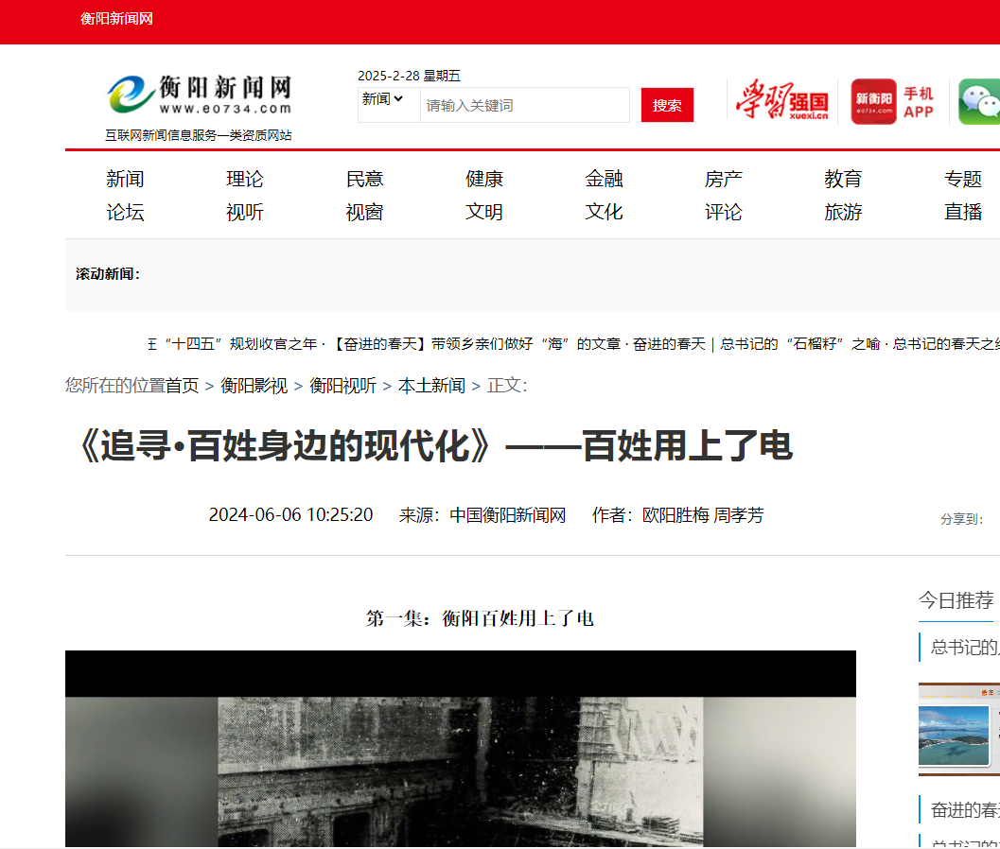 衡阳新闻网
衡阳新闻网
www.e0734.com
互联网新闻信息服务一类资质网站
2025-2-28 星期五
新闻 请输入关键词 搜索
学习强国
xuexi.cn
新衡阳
e0734.com
手机
APP
新闻 理论 民意 健康 金融 房产 教育 专题
论坛 视听 视窗 文明 文化 评论 旅游 直播
滚动新闻：
“十四五”规划收官之年 · 【奋进的春天】带领乡亲们做好“海”的文章 · 奋进的春天 | 总书记的“石榴籽”之喻 · 总书记的春天之
您所在的位置首页 > 衡阳影视 > 衡阳视听 > 本土新闻 > 正文：
《追寻•百姓身边的现代化》——百姓用上了电
2024-06-06 10:25:20 来源：中国衡阳新闻网 作者：欧阳胜梅 周孝芳
分享到：
第一集：衡阳百姓用上了电
今日推荐
总书记的
奋进的春
总书记的